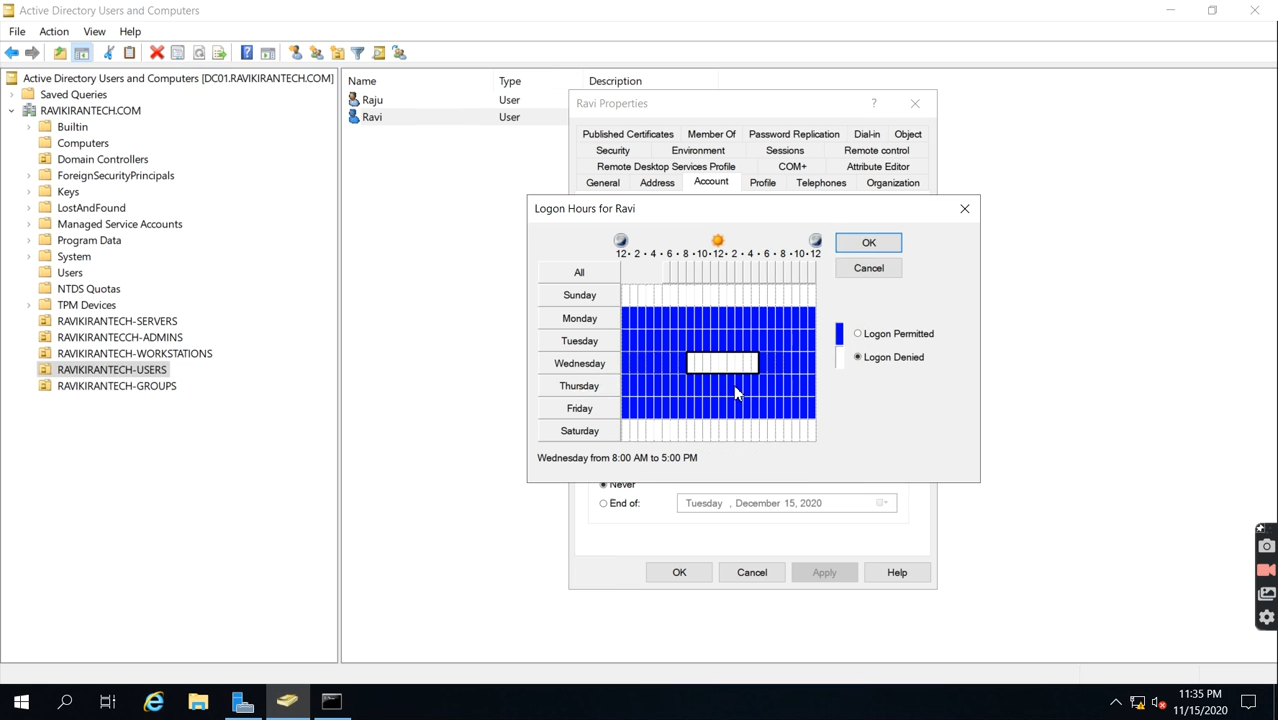 Active Directory Users and Computers
File Action View Help
Active Directory Users and Computers [DC01.RAVIKIRANTECH.COM]
Saved Queries
RAVIKIRANTECH.COM
Builtin
Computers
Domain Controllers
ForeignSecurityPrincipals
Keys
LostAndFound
Managed Service Accounts
Program Data
System
Users
NTDS Quotas
TPM Devices
RAVIKIRANTECH-SERVERS
RAVIKIRANTECCH-ADMINS
RAVIKIRANTECH-WORKSTATIONS
RAVIKIRANTECH-USERS
RAVIKIRANTECH-GROUPS
Name Type Description
Raju User
Ravi User
Ravi Properties
Published Certificates Member Of Password Replication Dial-in Object
Security Environment Sessions Remote control
Remote Desktop Services Profile COM+ Attribute Editor
General Address Account Profile Telephones Organization
Logon Hours for Ravi
12 • 2 • 4 • 6 • 8 • 10 • 12 • 2 • 4 • 6 • 8 • 10 • 12
All
Sunday
Monday
Tuesday
Wednesday
Thursday
Friday
Saturday
OK
Cancel
Logon Permitted
Logon Denied
Wednesday from 8:00 AM to 5:00 PM
Never
End of: Tuesday , December 15, 2020
OK Cancel Apply Help
11:35 PM
11/15/2020